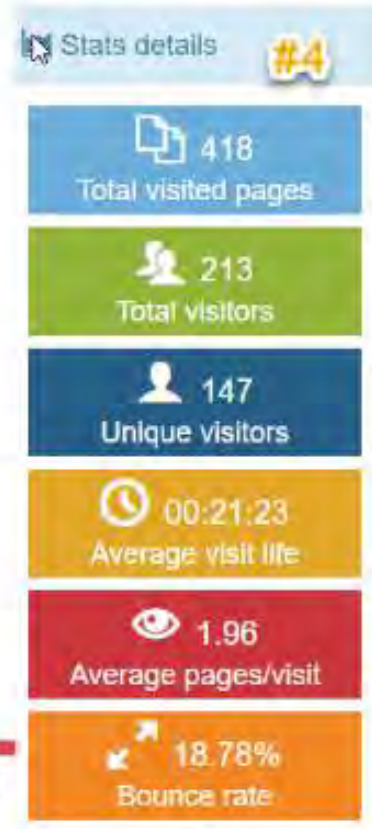 Stats details
#4
418
Total visited pages
213
Total visitors
147
Unique visitors
00:21:23
Average visit life
1.96
Average pages/visit
18.78%
Bounce rate